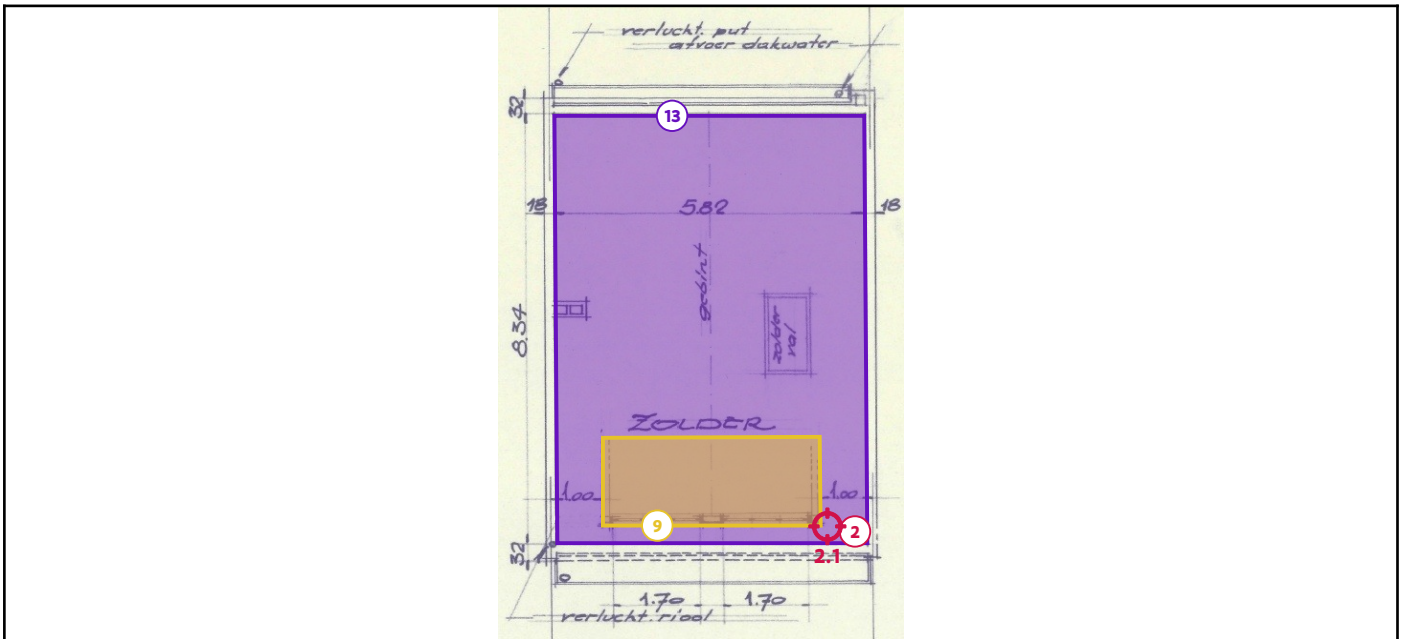 verlucht. put
afvoer dakwater
32
13
18
5.82
18
gebint
8.34
zolder
val
ZOLDER
1.00
1.00
9
2
2.1
32
1.70
1.70
verlucht. riool